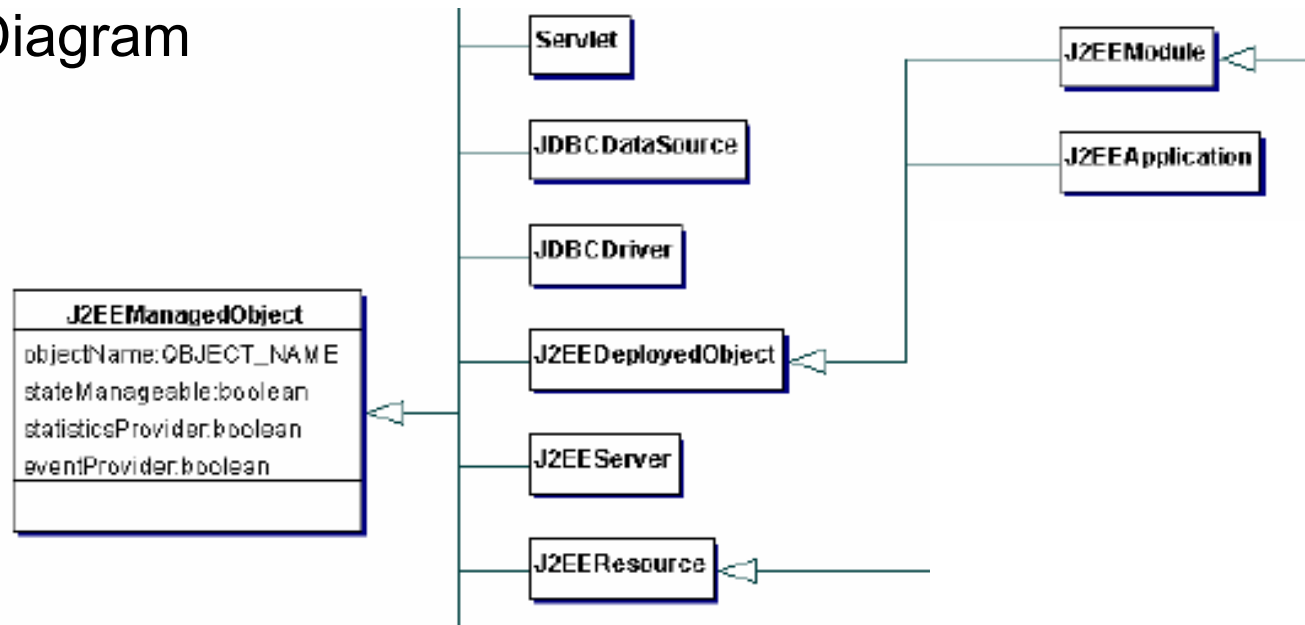 Diagram
Servlet
JDBCDataSource
JDBCDriver
J2EEDeployedObject
J2EEServer
J2EEResource
J2EEModule
J2EEApplication
J2EEManagedObject
objectName:OBJECT_NAME
stateManageable:boolean
statisticsProvider:boolean
eventProvider:boolean